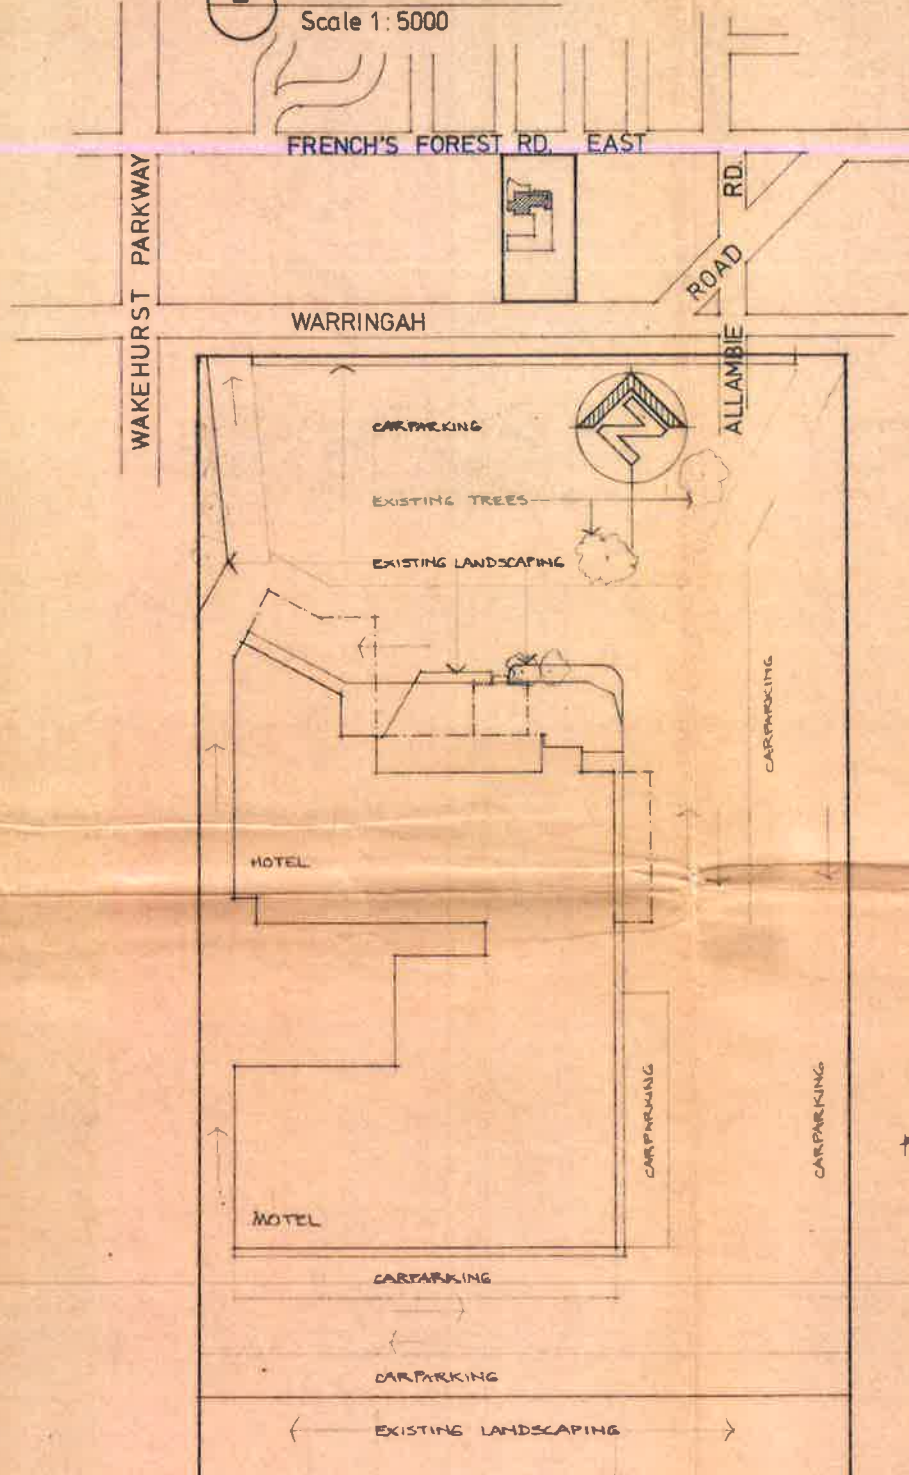 Scale 1:5000
FRENCH'S FOREST RD. EAST
WAKEHURST PARKWAY
RD.
ROAD
WARRINGAH
ALLAMBIE
N
CARPARKING
EXISTING TREES
EXISTING LANDSCAPING
CARPARKING
MOTEL
CARPARKING
CARPARKING
MOTEL
CARPARKING
CARPARKING
EXISTING LANDSCAPING